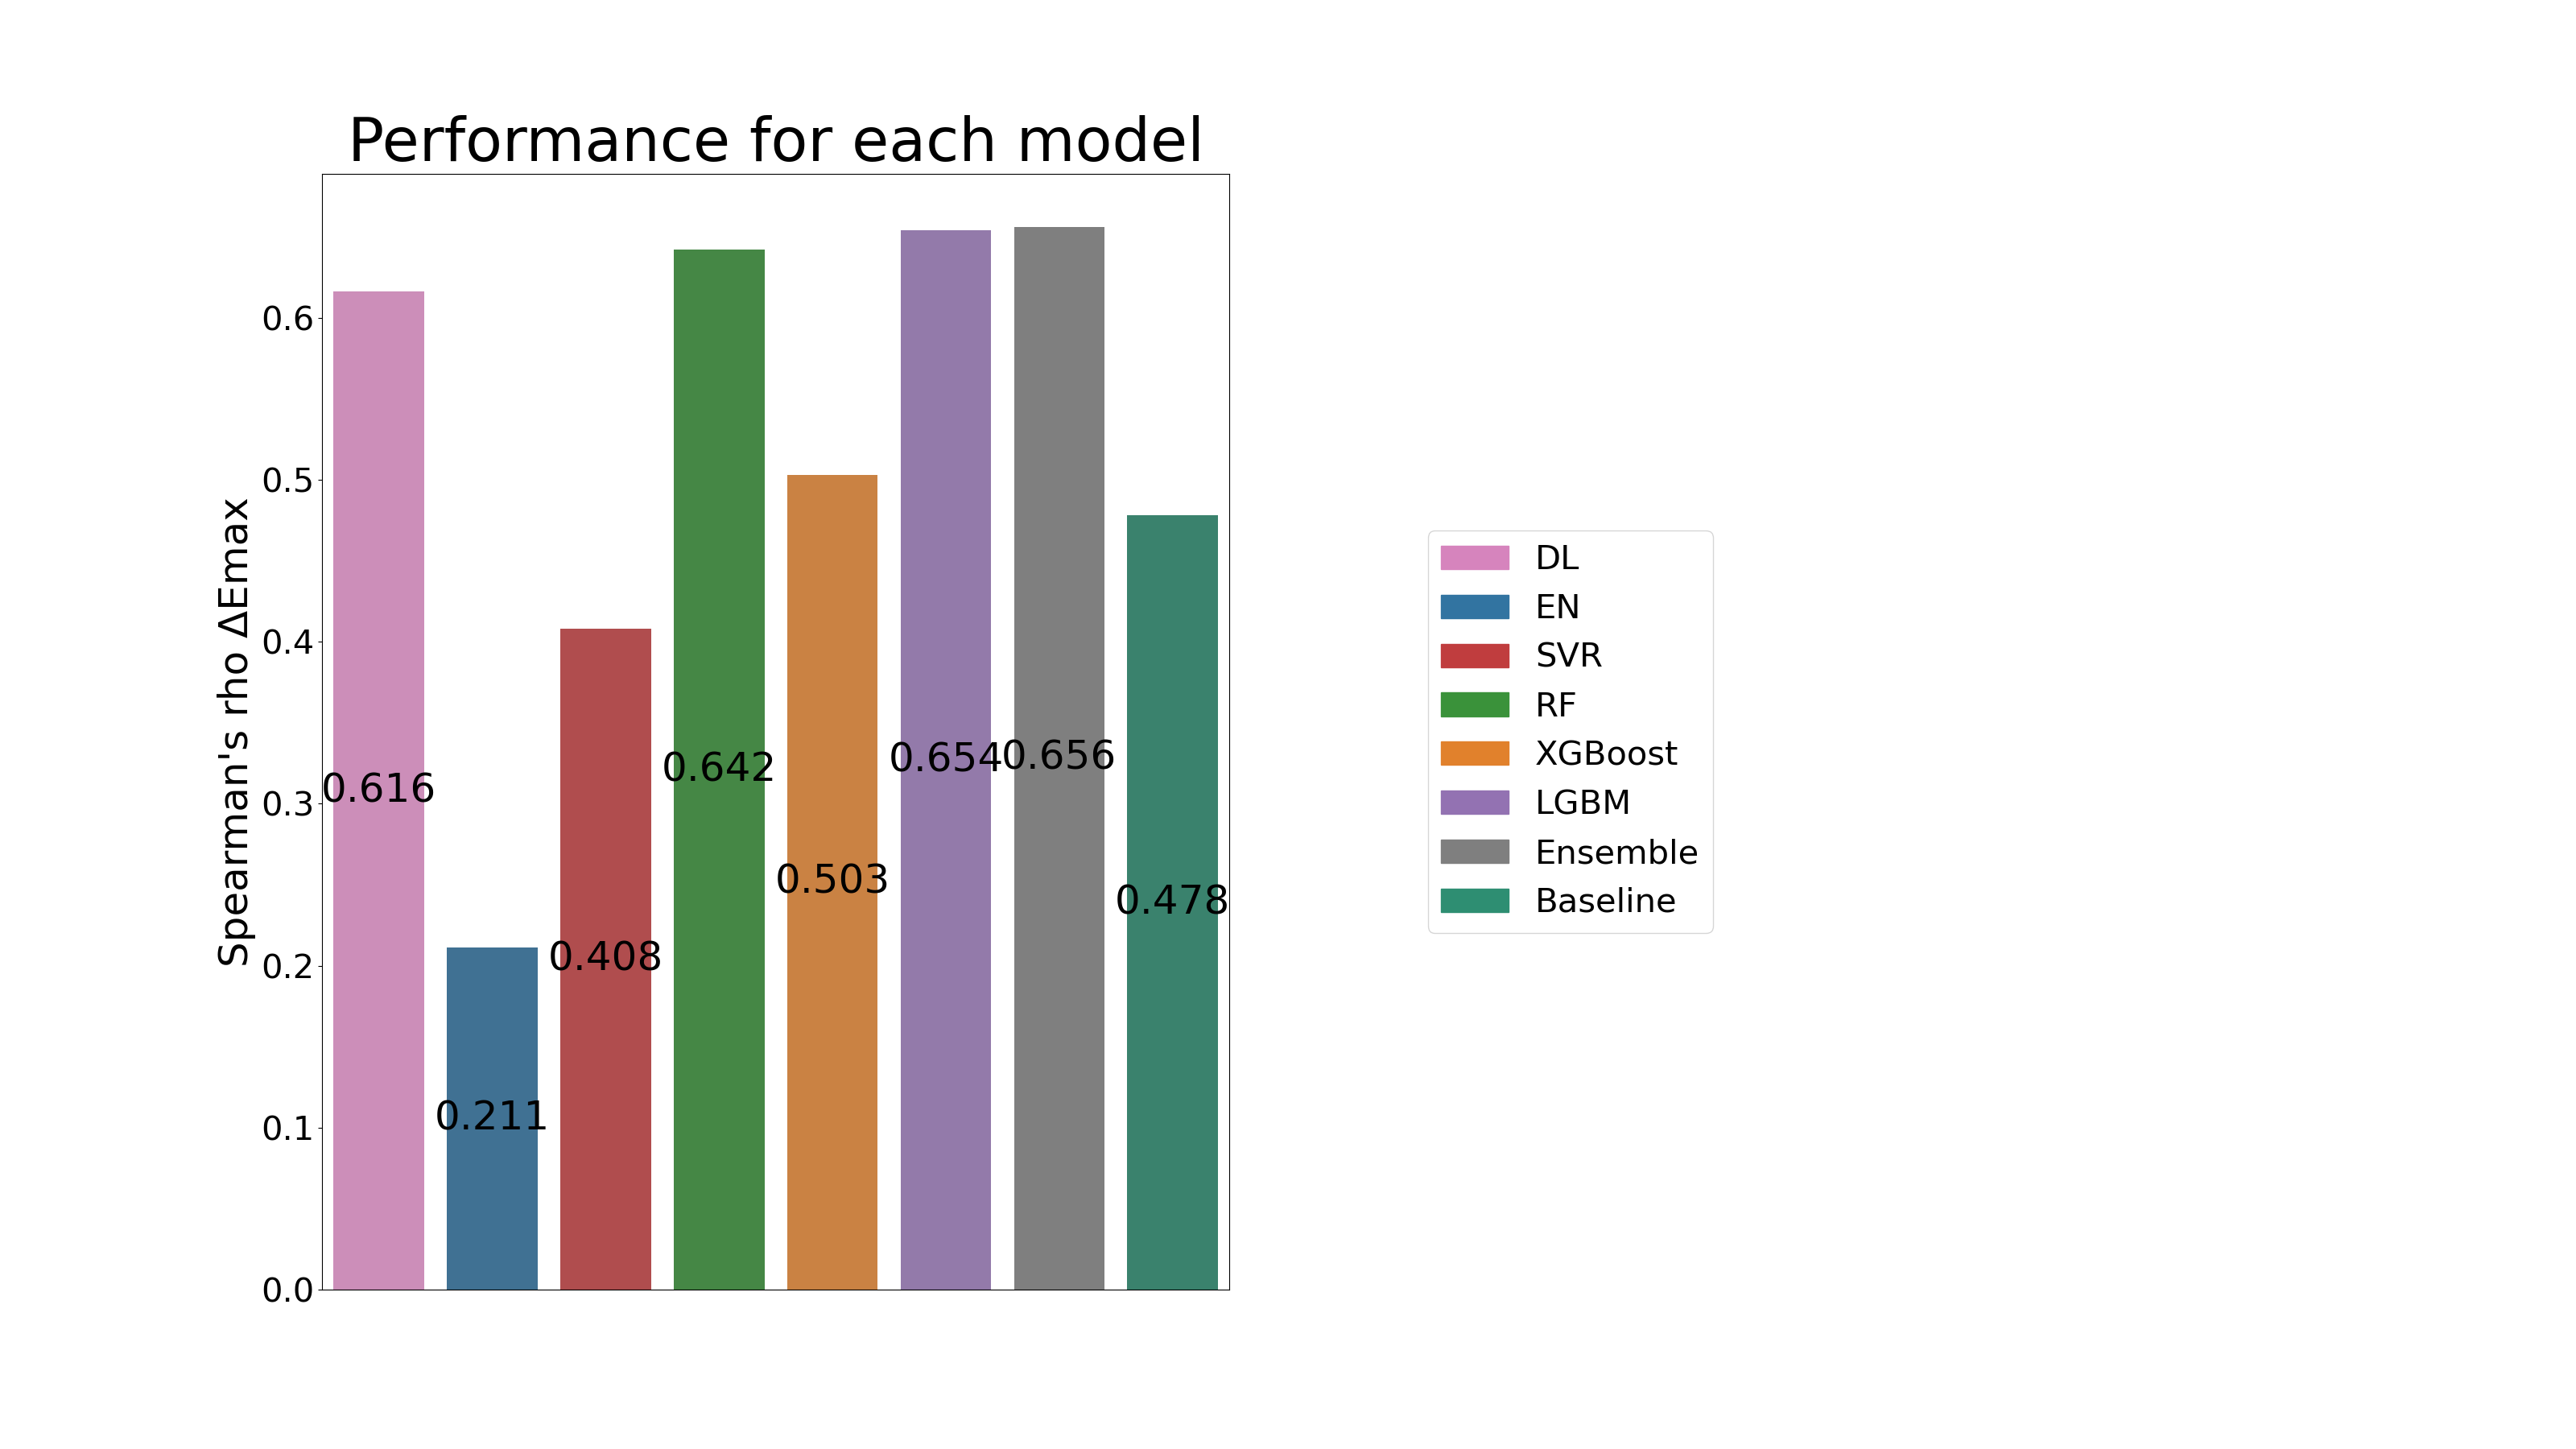 Performance for each model
Spearman's rho ΔEmax
0.6
0.5
0.4
0.3
0.2
0.1
0.0
0.616
0.211
0.408
0.642
0.503
0.654
0.656
0.478
DL
EN
SVR
RF
XGBoost
LGBM
Ensemble
Baseline